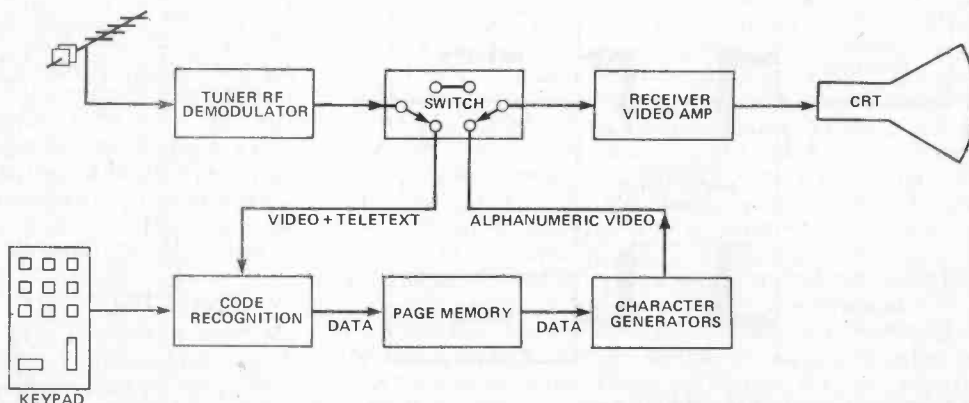 TUNER RF
DEMODULATOR
SWITCH
RECEIVER
VIDEO AMP
CRT
VIDEO + TELETEXT
ALPHANUMERIC VIDEO
CODE
RECOGNITION
DATA
PAGE MEMORY
DATA
CHARACTER
GENERATORS
KEYPAD